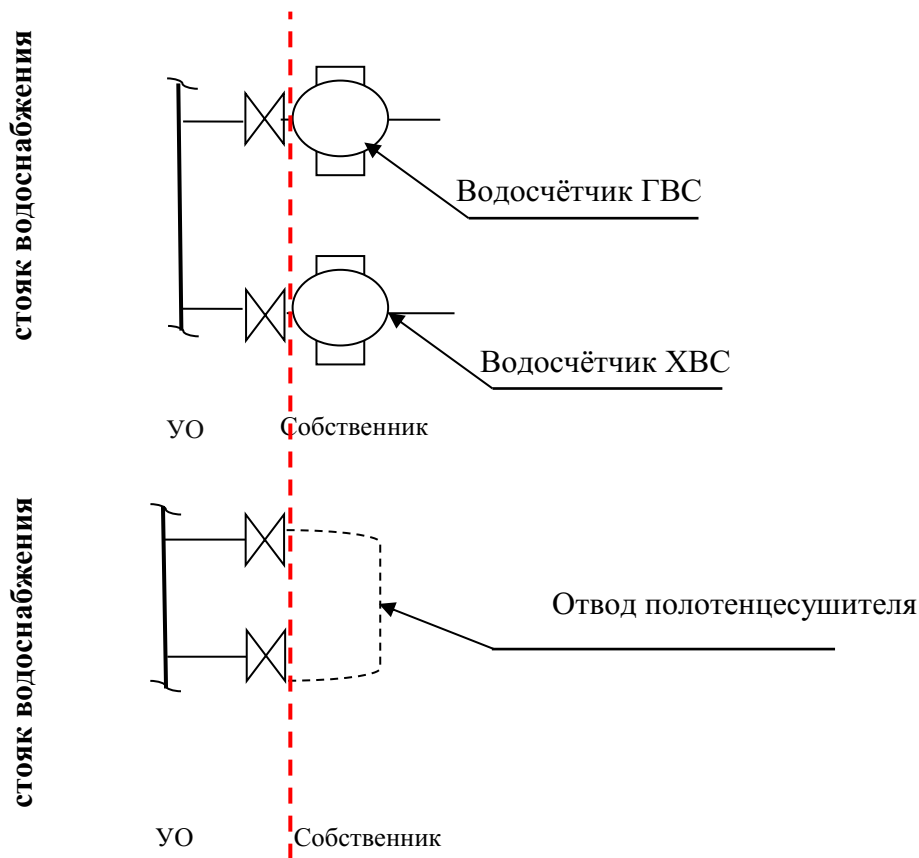 стояк водоснабжения
Водосчётчик ГВС
Водосчётчик ХВС
УО
Собственник
стояк водоснабжения
Отвод полотенцесушителя
УО
Собственник